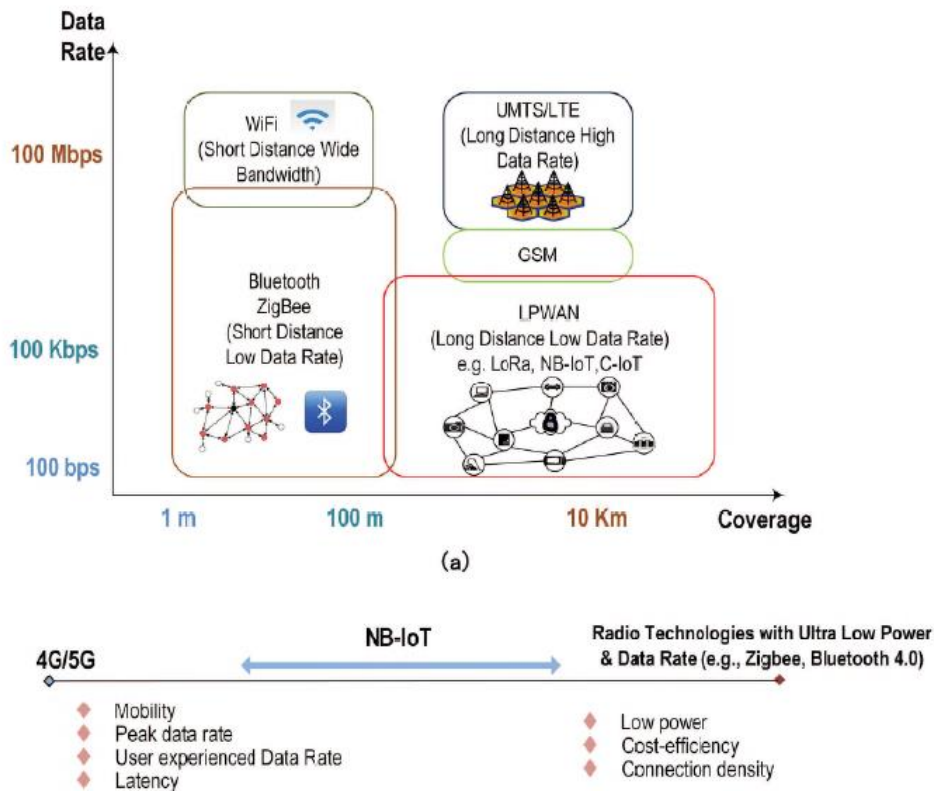 Data
Rate
WiFi
(Short Distance Wide
Bandwidth)
UMTS/LTE
(Long Distance High
Data Rate)
100 Mbps
GSM
Bluetooth
ZigBee
(Short Distance
Low Data Rate)
LPWAN
(Long Distance Low Data Rate)
e.g. LoRa, NB-IoT,C-IoT
100 Kbps
100 bps
1 m
100 m
10 Km
Coverage
(a)
4G/5G
NB-IoT
Radio Technologies with Ultra Low Power
& Data Rate (e.g., Zigbee, Bluetooth 4.0)
Mobility
Peak data rate
User experienced Data Rate
Latency
Low power
Cost-efficiency
Connection density